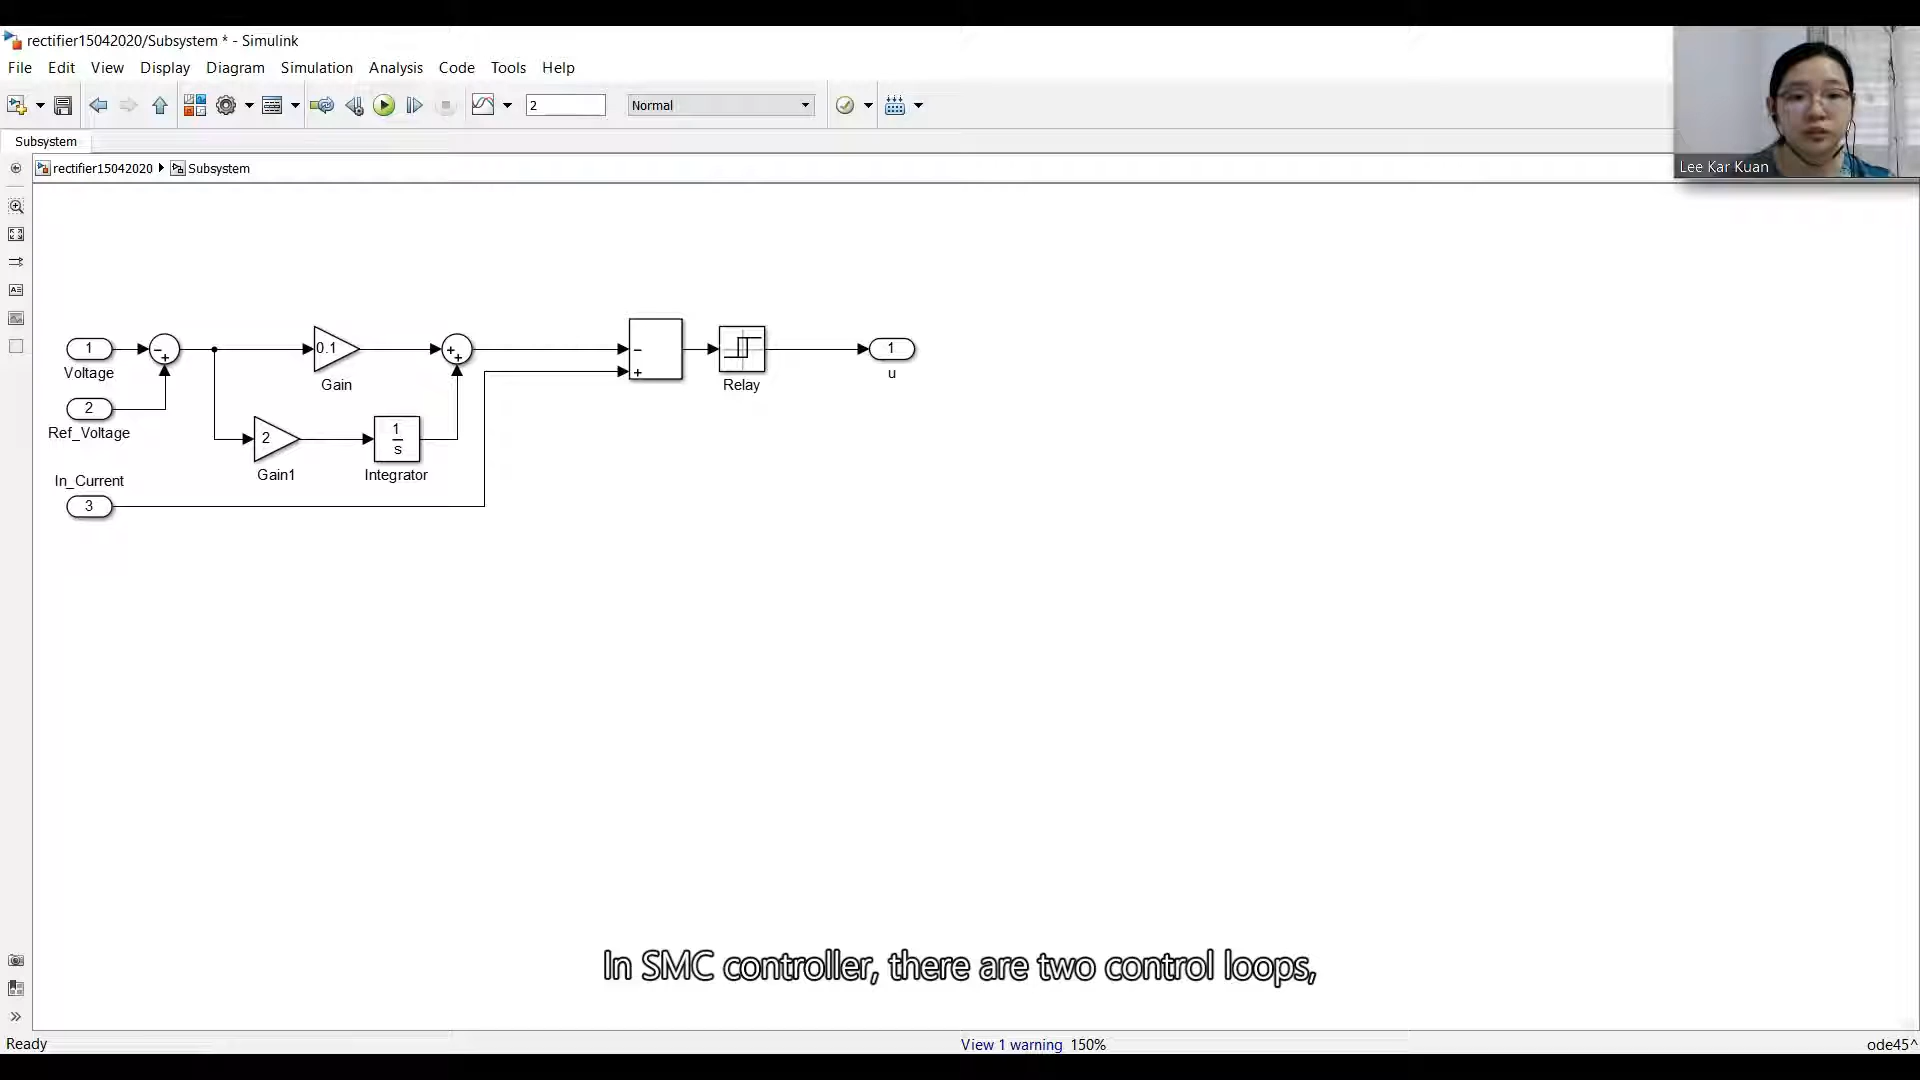 rectifier15042020/Subsystem * - Simulink
File Edit View Display Diagram Simulation Analysis Code Tools Help
2 Normal
Subsystem
rectifier15042020 Subsystem
Lee Kar Kuan
1
Voltage
2
Ref_Voltage
In_Current
3
- +
0.1
Gain
2
Gain1
1
s
Integrator
+ +
-
+
Relay
1
u
In SMC controller, there are two control loops,
Ready View 1 warning 150% ode45^